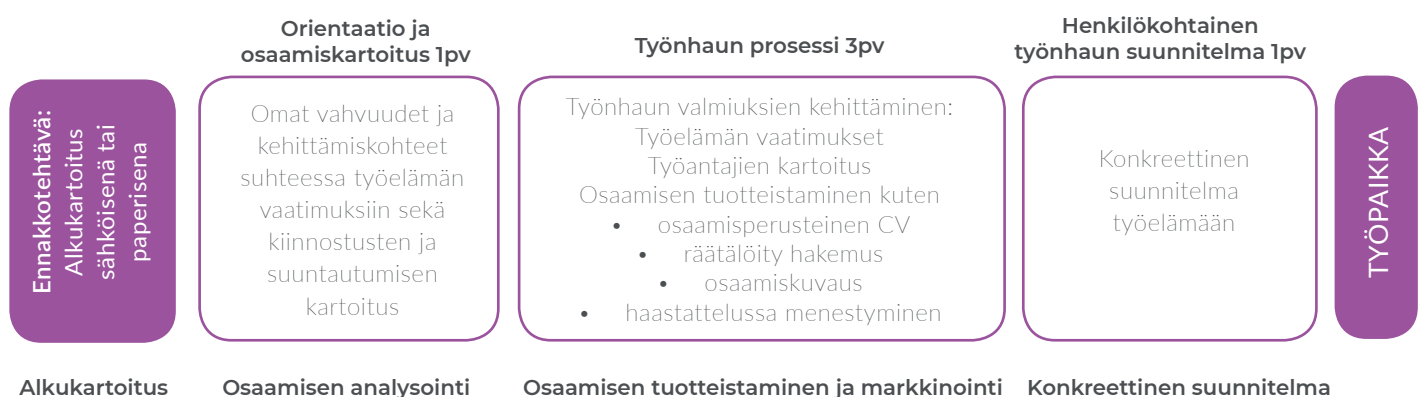 Orientaatio ja
osaamiskartoitus 1pv
Työnhaun prosessi 3pv
Henkilökohtainen
työnhaun suunnitelma 1pv
Ennakkotehtävä:
Alkukartoitus
sähköisenä tai
paperisena
Omat vahvuudet ja
kehittämiskohteet
suhteessa työelämän
vaatimuksiin sekä
kiinnostusten ja
suuntautumisen
kartoitus
Työnhaun valmiuksien kehittäminen:
Työelämän vaatimukset
Työantajien kartoitus
Osaamisen tuotteistaminen kuten
• osaamisperusteinen CV
• räätälöity hakemus
• osaamiskuvaus
• haastattelussa menestyminen
Konkreettinen
suunnitelma
työelämään
TYÖPAIKKA
Alkukartoitus
Osaamisen analysointi
Osaamisen tuotteistaminen ja markkinointi
Konkreettinen suunnitelma